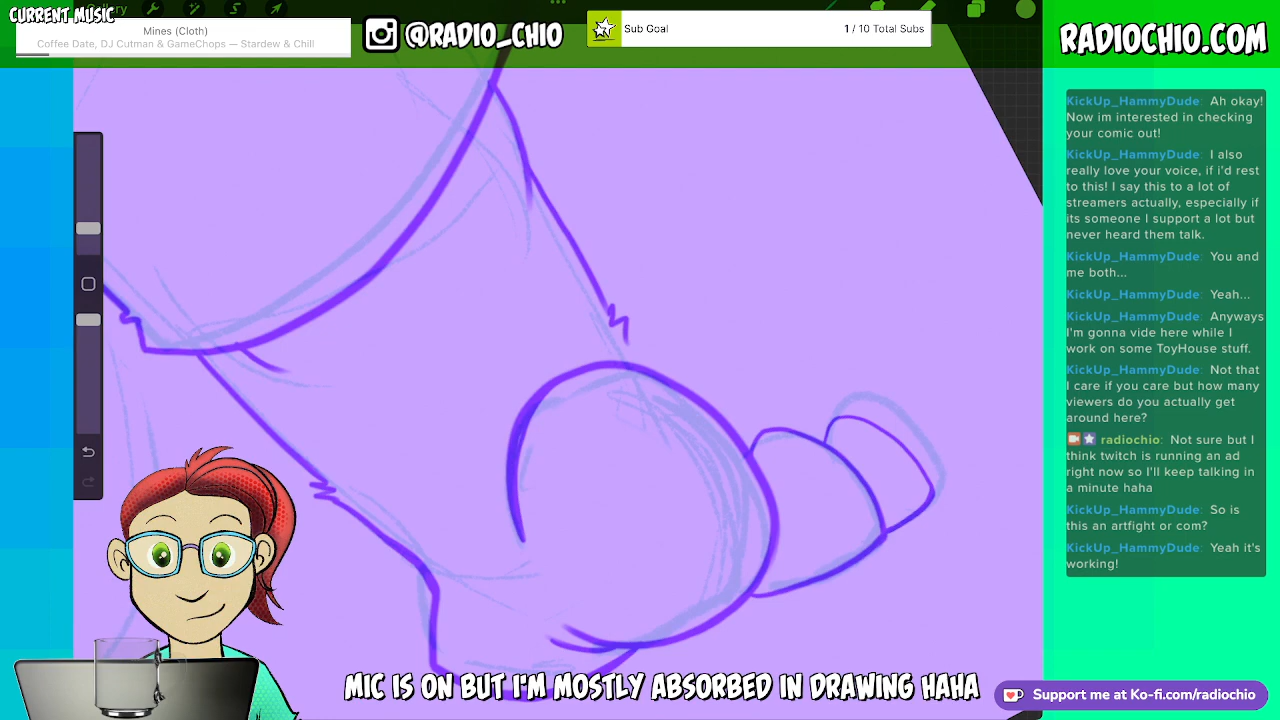 CURRENT MUSIC
Gallery
Mines (Cloth)
Coffee Date, DJ Cutman & GameChops — Stardew & Chill
@RADIO_CHIO
Sub Goal
1 / 10 Total Subs
RADIOCHIO.COM
KickUp_HammyDude: Ah okay!
Now im interested in checking
your comic out!
KickUp_HammyDude: I also
really love your voice, if i'd rest
to this! I say this to a lot of
streamers actually, especially if
its someone I support a lot but
never heard them talk.
KickUp_HammyDude: You and
me both...
KickUp_HammyDude: Yeah...
KickUp_HammyDude: Anyways
I'm gonna vide here while I
work on some ToyHouse stuff.
KickUp_HammyDude: Not that
I care if you care but how many
viewers do you actually get
around here?
radiochio: Not sure but I
think twitch is running an ad
right now so I'll keep talking in
a minute haha
KickUp_HammyDude: So is
this an artfight or com?
KickUp_HammyDude: Yeah it's
working!
MIC IS ON BUT I'M MOSTLY ABSORBED IN DRAWING HAHA
Support me at Ko-fi.com/radiochio